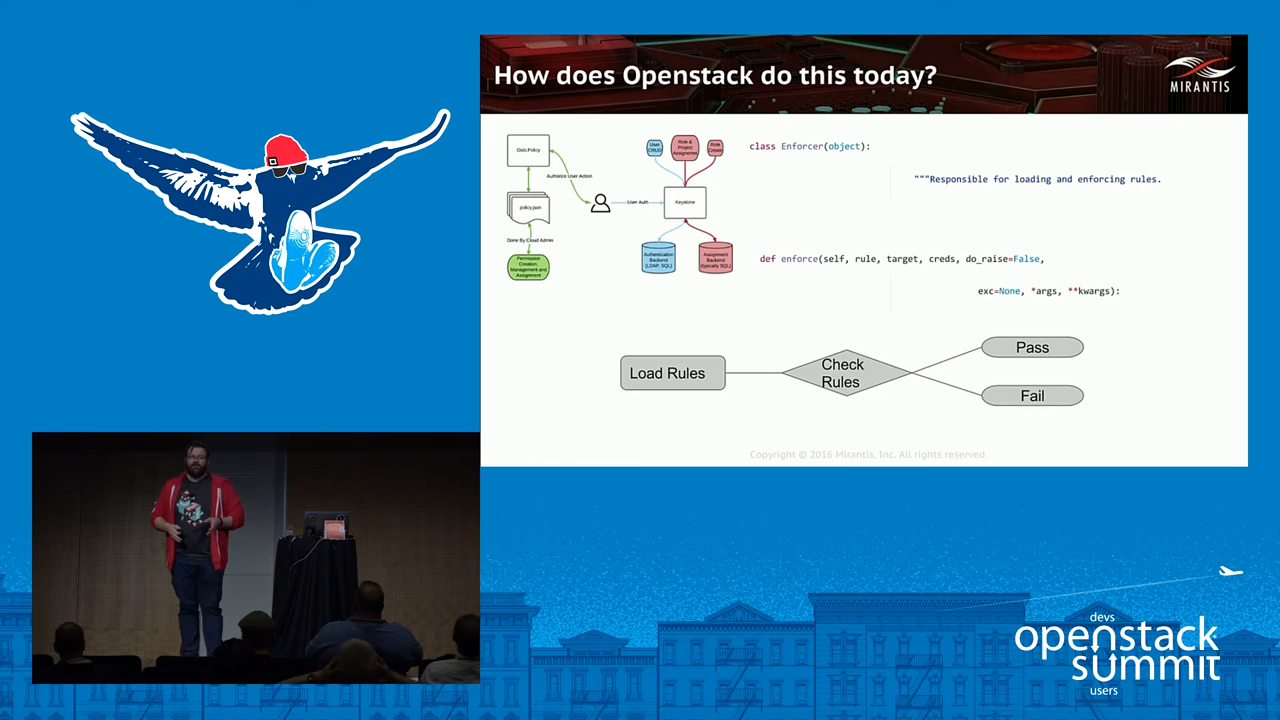 How does Openstack do this today?
MIRANTIS
Oslo.Policy
Authorize User Action
policy.json
Done By Cloud Admin
Permission
Creation,
Management and
Assignment
User
CRUD
Role &
Project
Assignment
Role
Create
User Auth
Keystone
Authentication
Backend
(LDAP, SQL)
Assignment
Backend
(typically SQL)
class Enforcer(object):
"""Responsible for loading and enforcing rules.
def enforce(self, rule, target, creds, do_raise=False,
exc=None, *args, **kwargs):
Load Rules
Check
Rules
Pass
Fail
Copyright © 2016 Mirantis, Inc. All rights reserved
devs
openstack
summit
users